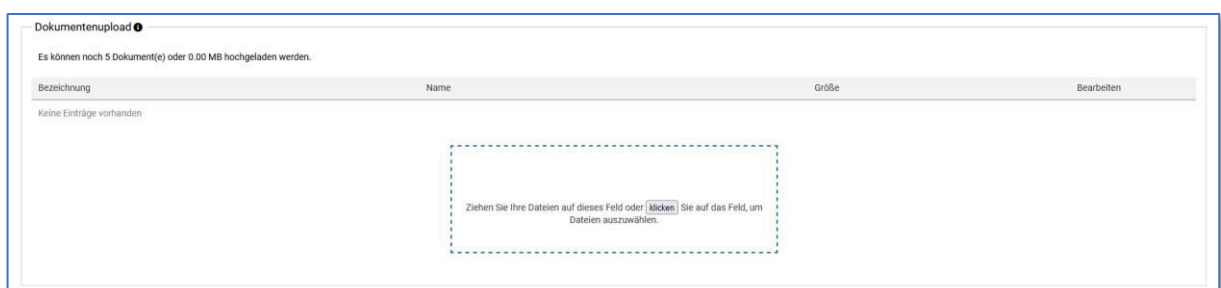 Dokumentenupload
Es können noch 5 Dokument(e) oder 0.00 MB hochgeladen werden.
Bezeichnung Name Größe Bearbeiten
Keine Einträge vorhanden
Ziehen Sie Ihre Dateien auf dieses Feld oder klicken Sie auf das Feld, um
Dateien auszuwählen.